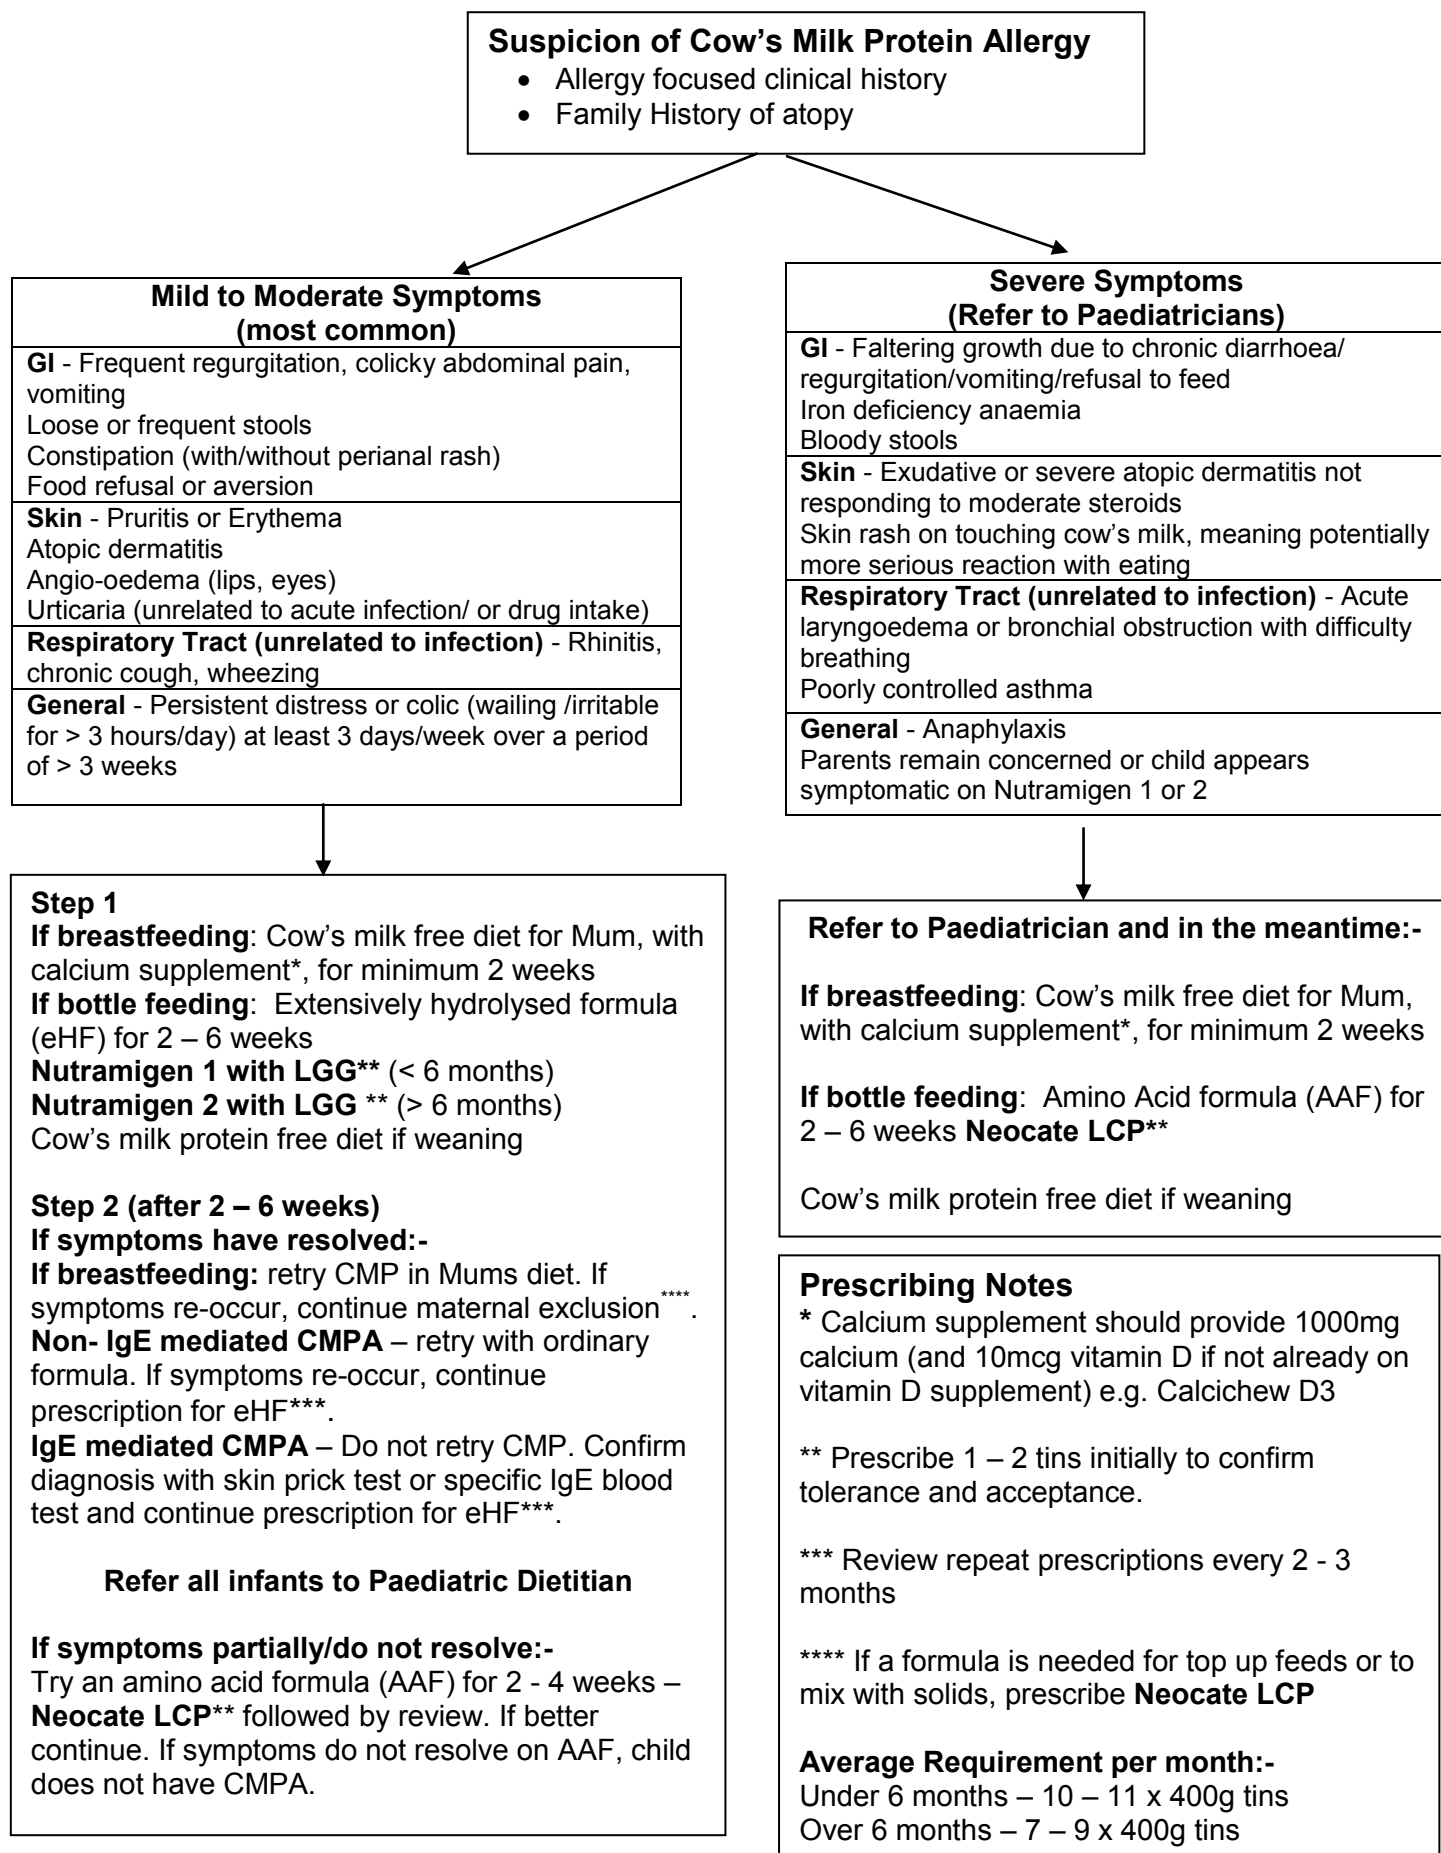 Suspicion of Cow's Milk Protein Allergy
• Allergy focused clinical history
• Family History of atopy
Mild to Moderate Symptoms
(most common)
GI - Frequent regurgitation, colicky abdominal pain,
vomiting
Loose or frequent stools
Constipation (with/without perianal rash)
Food refusal or aversion
Skin - Pruritis or Erythema
Atopic dermatitis
Angio-oedema (lips, eyes)
Urticaria (unrelated to acute infection/ or drug intake)
Respiratory Tract (unrelated to infection) - Rhinitis,
chronic cough, wheezing
General - Persistent distress or colic (wailing /irritable
for > 3 hours/day) at least 3 days/week over a period
of > 3 weeks
Severe Symptoms
(Refer to Paediatricians)
GI - Faltering growth due to chronic diarrhoea/
regurgitation/vomiting/refusal to feed
Iron deficiency anaemia
Bloody stools
Skin - Exudative or severe atopic dermatitis not
responding to moderate steroids
Skin rash on touching cow's milk, meaning potentially
more serious reaction with eating
Respiratory Tract (unrelated to infection) - Acute
laryngoedema or bronchial obstruction with difficulty
breathing
Poorly controlled asthma
General - Anaphylaxis
Parents remain concerned or child appears
symptomatic on Nutramigen 1 or 2
Step 1
If breastfeeding: Cow's milk free diet for Mum, with
calcium supplement*, for minimum 2 weeks
If bottle feeding: Extensively hydrolysed formula
(eHF) for 2 – 6 weeks
Nutramigen 1 with LGG** (< 6 months)
Nutramigen 2 with LGG ** (> 6 months)
Cow's milk protein free diet if weaning
Step 2 (after 2 – 6 weeks)
If symptoms have resolved:-
If breastfeeding: retry CMP in Mums diet. If
symptoms re-occur, continue maternal exclusion****.
Non- IgE mediated CMPA – retry with ordinary
formula. If symptoms re-occur, continue
prescription for eHF***.
IgE mediated CMPA – Do not retry CMP. Confirm
diagnosis with skin prick test or specific IgE blood
test and continue prescription for eHF***.
Refer all infants to Paediatric Dietitian
If symptoms partially/do not resolve:-
Try an amino acid formula (AAF) for 2 - 4 weeks –
Neocate LCP** followed by review. If better
continue. If symptoms do not resolve on AAF, child
does not have CMPA.
Refer to Paediatrician and in the meantime:-
If breastfeeding: Cow's milk free diet for Mum,
with calcium supplement*, for minimum 2 weeks
If bottle feeding: Amino Acid formula (AAF) for
2 – 6 weeks Neocate LCP**
Cow's milk protein free diet if weaning
Prescribing Notes
* Calcium supplement should provide 1000mg
calcium (and 10mcg vitamin D if not already on
vitamin D supplement) e.g. Calcichew D3
** Prescribe 1 – 2 tins initially to confirm
tolerance and acceptance.
*** Review repeat prescriptions every 2 - 3
months
**** If a formula is needed for top up feeds or to
mix with solids, prescribe Neocate LCP
Average Requirement per month:-
Under 6 months – 10 – 11 x 400g tins
Over 6 months – 7 – 9 x 400g tins